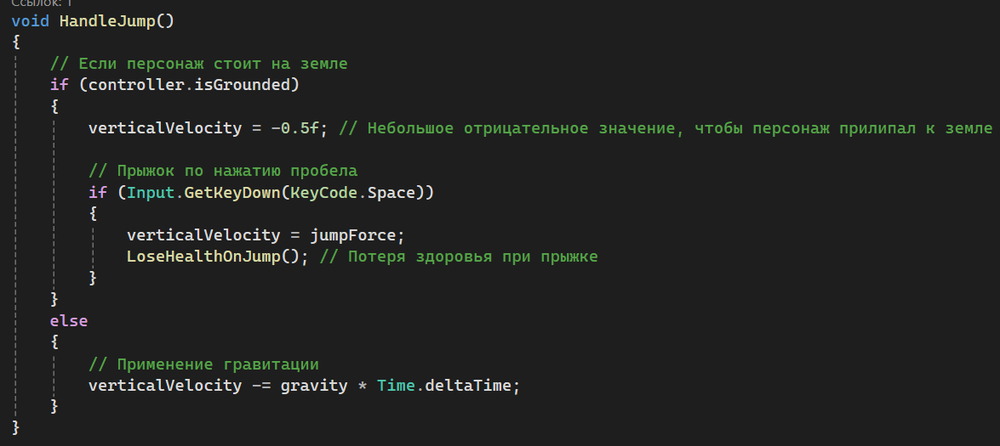 Ссылок: 1
void HandleJump()
{
    // Если персонаж стоит на земле
    if (controller.isGrounded)
    {
        verticalVelocity = -0.5f; // Небольшое отрицательное значение, чтобы персонаж прилипал к земле

        // Прыжок по нажатию пробела
        if (Input.GetKeyDown(KeyCode.Space))
        {
            verticalVelocity = jumpForce;
            LoseHealthOnJump(); // Потеря здоровья при прыжке
        }
    }
    else
    {
        // Применение гравитации
        verticalVelocity -= gravity * Time.deltaTime;
    }
}